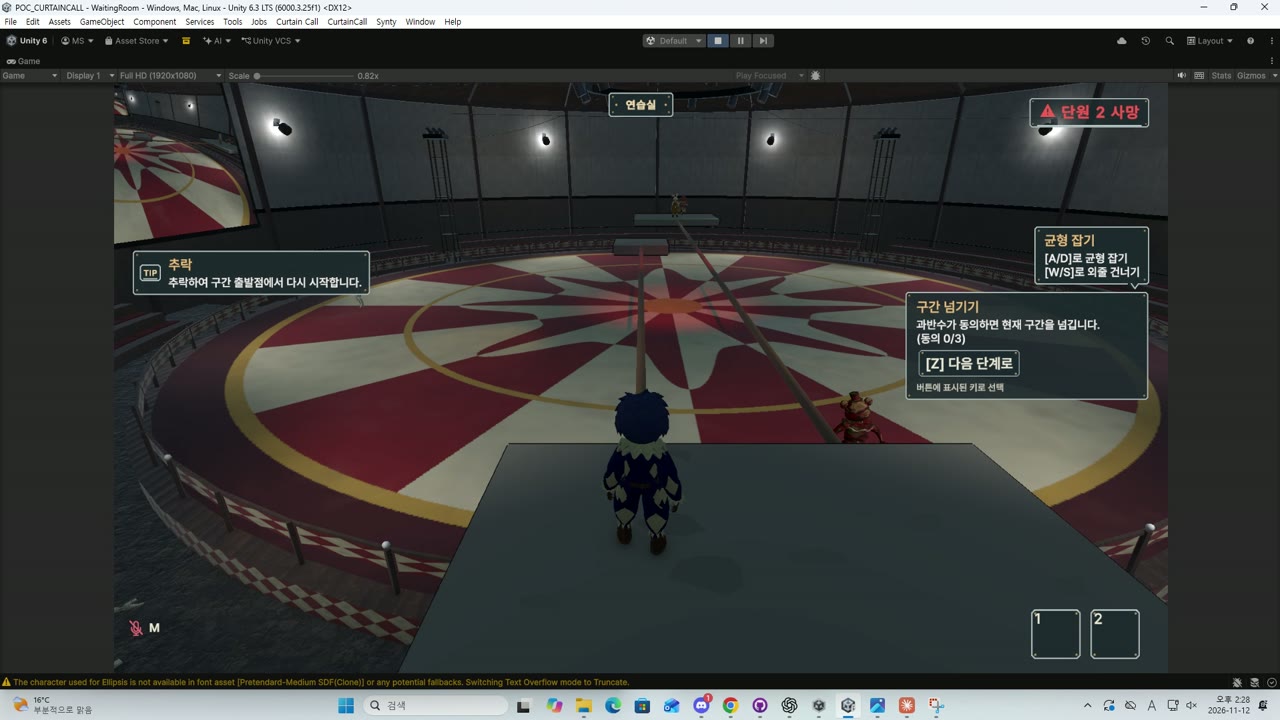 POC_CURTAINCALL - WaitingRoom - Windows, Mac, Linux - Unity 6.3 LTS (6000.3.25f1) <DX12>
File Edit Assets GameObject Component Services Tools Jobs Curtain Call CurtainCall Synty Window Help
Unity 6 MS Asset Store AI Unity VCS Default Layout
Game
Game Display 1 Full HD (1920x1080) Scale 0.82x Play Focused Stats Gizmos
연습실
단원 2 사망
균형 잡기
[A/D]로 균형 잡기
[W/S]로 외줄 건너기
TIP
추락
추락하여 구간 출발점에서 다시 시작합니다.
구간 넘기기
과반수가 동의하면 현재 구간을 넘깁니다.
(동의 0/3)
[Z] 다음 단계로
버튼에 표시된 키로 선택
M
1 2
The character used for Ellipsis is not available in font asset [Pretendard-Medium SDF(Clone)] or any potential fallbacks. Switching Text Overflow mode to Truncate.
16°C
부분적으로 맑음
검색
1
A
오후 2:28
2026-11-12